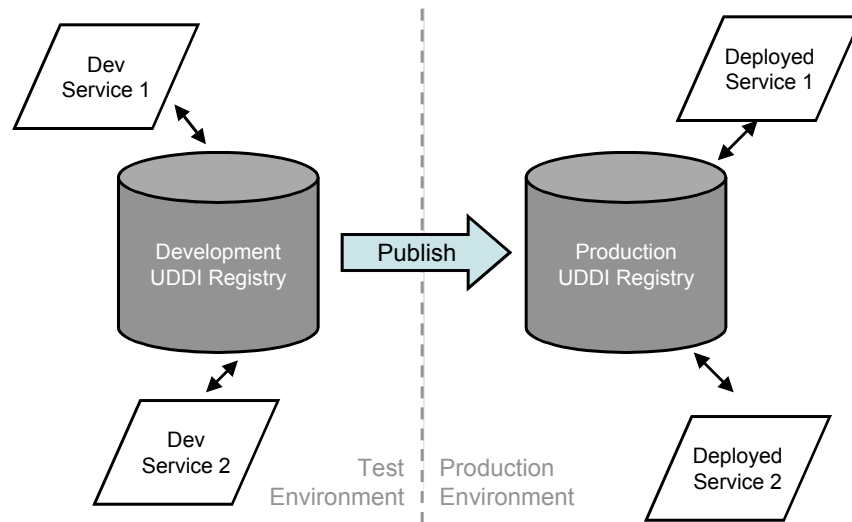 Dev
Service 1
Deployed
Service 1
Development
UDDI Registry
Publish
Production
UDDI Registry
Dev
Service 2
Test
Environment
Production
Environment
Deployed
Service 2